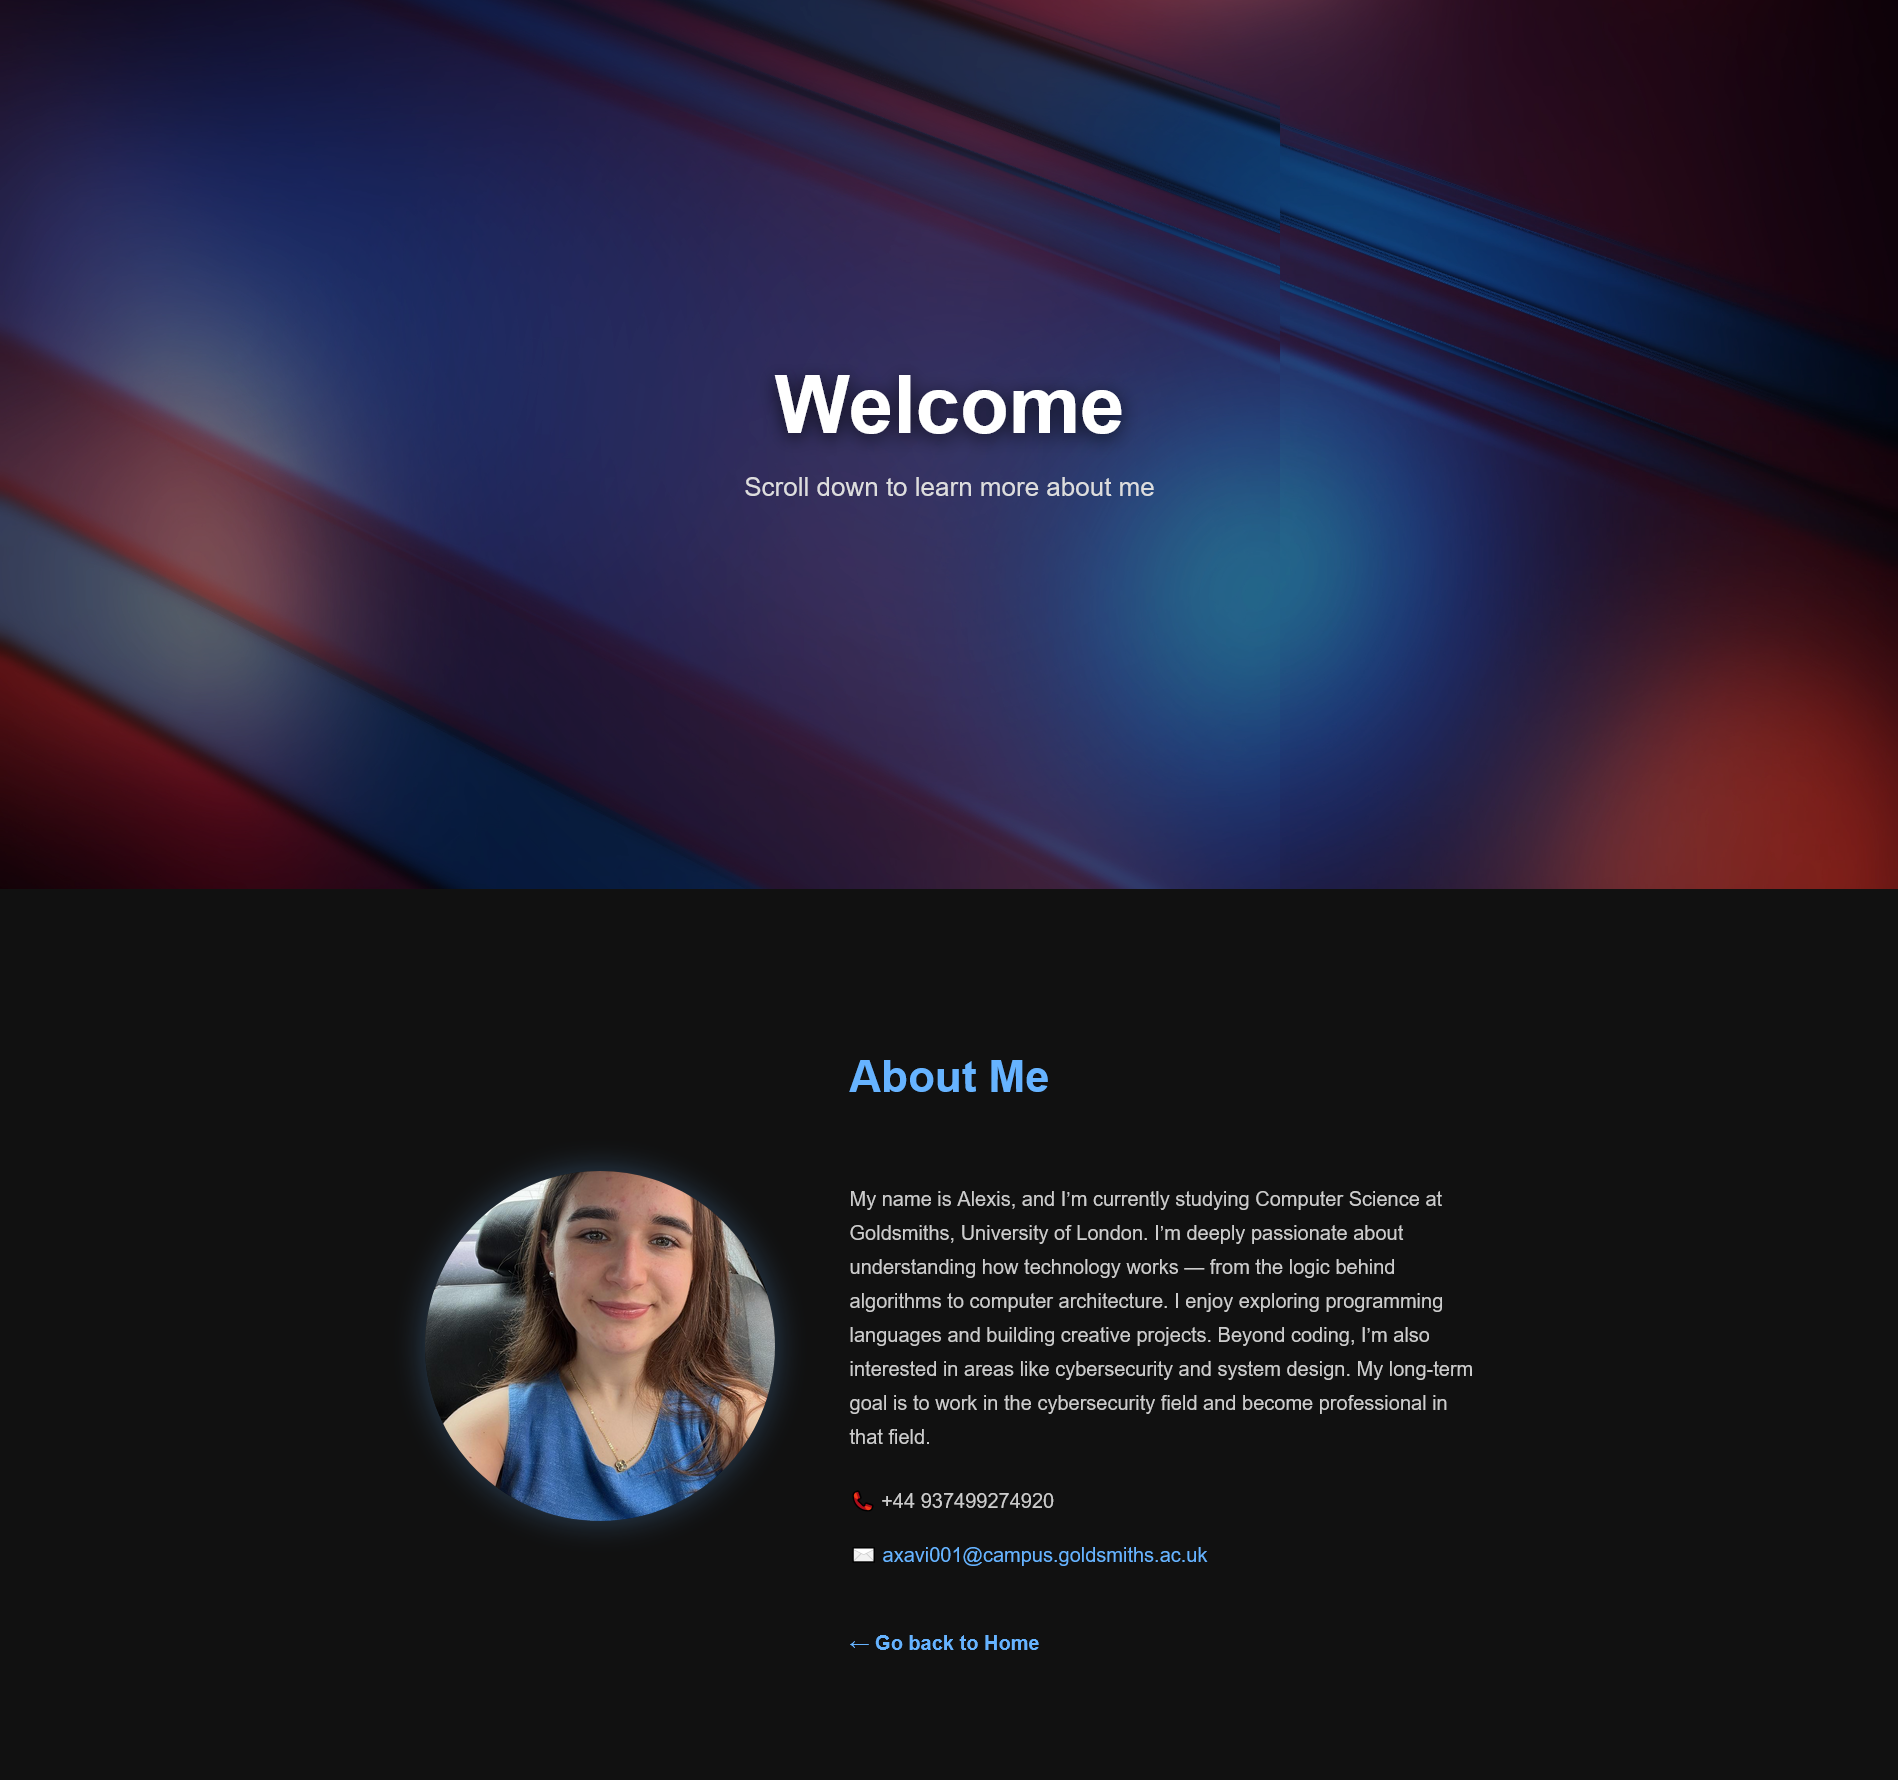 Welcome
Scroll down to learn more about me
About Me
My name is Alexis, and I’m currently studying Computer Science at
Goldsmiths, University of London. I’m deeply passionate about
understanding how technology works — from the logic behind
algorithms to computer architecture. I enjoy exploring programming
languages and building creative projects. Beyond coding, I’m also
interested in areas like cybersecurity and system design. My long-term
goal is to work in the cybersecurity field and become professional in
that field.
📞 +44 937499274920
✉️ axavi001@campus.goldsmiths.ac.uk
← Go back to Home